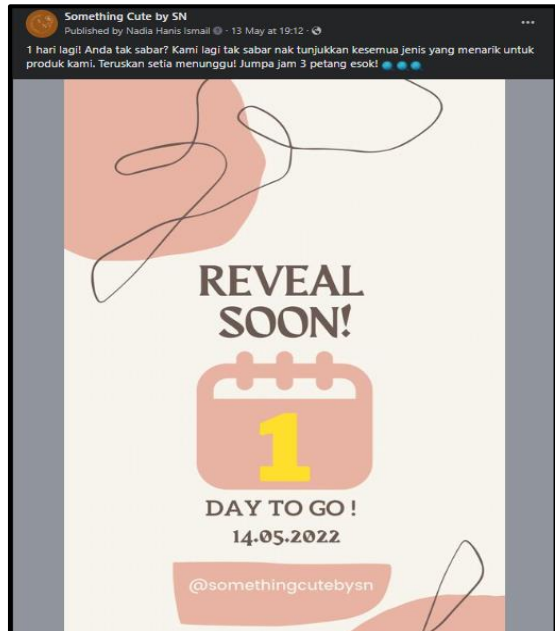 Something Cute by SN
Published by Nadia Hanis Ismail · 13 May at 19:12 ·
1 hari lagi! Anda tak sabar? Kami lagi tak sabar nak tunjukkan kesemua jenis yang menarik untuk
produk kami. Teruskan setia menunggu! Jumpa jam 3 petang esok!
REVEAL
SOON!
1
DAY TO GO !
14.05.2022
@somethingcutebysn